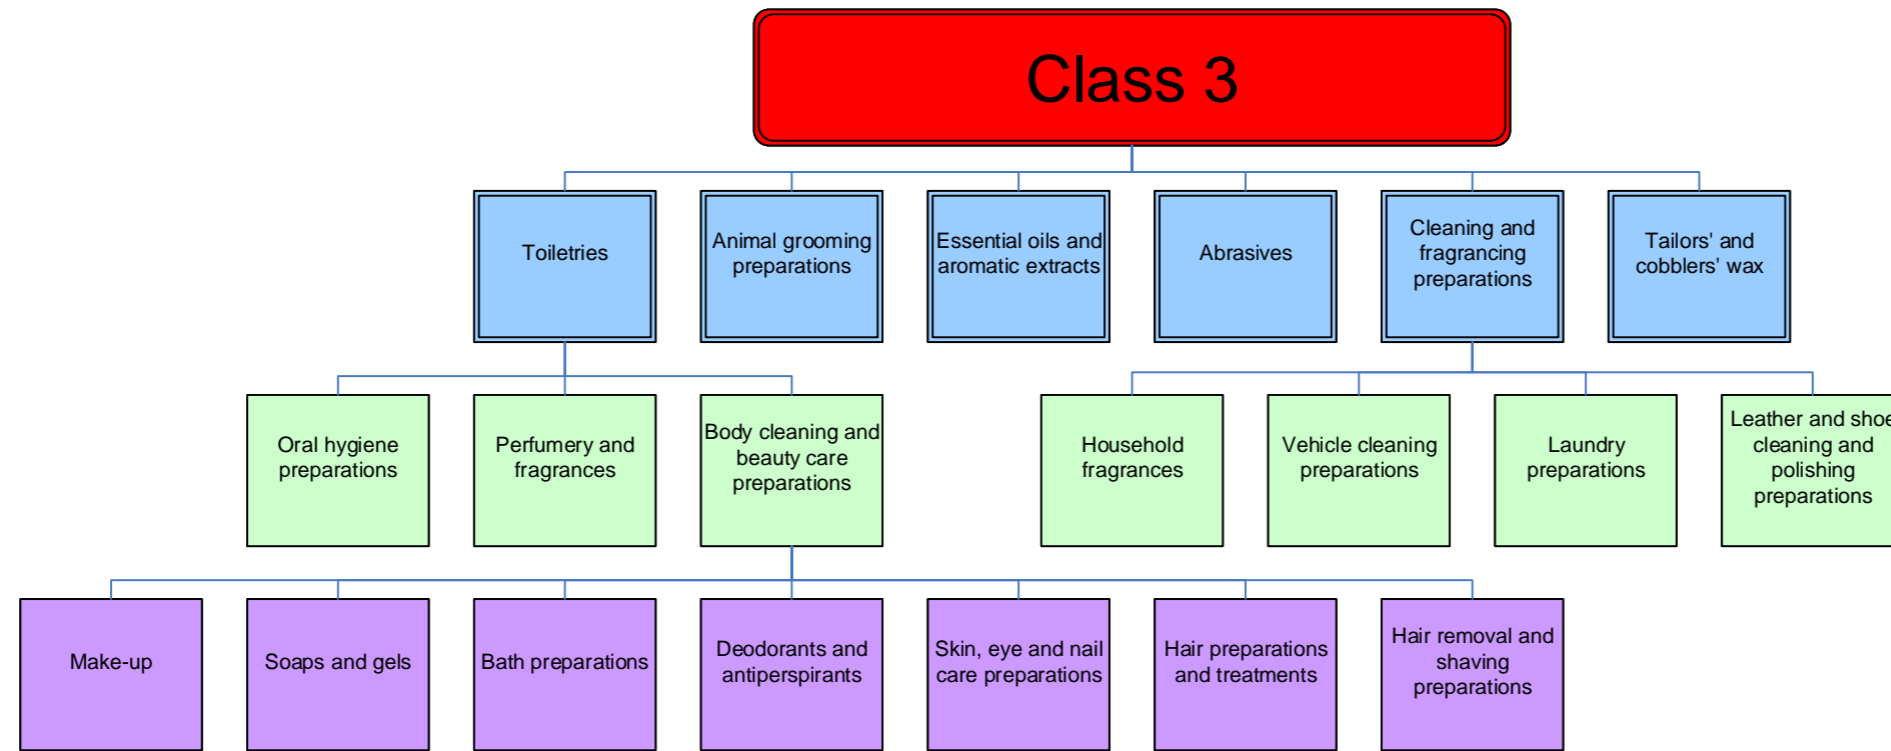 Class 3
Toiletries
Animal grooming
preparations
Essential oils and
aromatic extracts
Abrasives
Cleaning and
fragrancing
preparations
Tailors' and
cobblers' wax
Oral hygiene
preparations
Perfumery and
fragrances
Body cleaning and
beauty care
preparations
Household
fragrances
Vehicle cleaning
preparations
Laundry
preparations
Leather and shoe
cleaning and
polishing
preparations
Make-up
Soaps and gels
Bath preparations
Deodorants and
antiperspirants
Skin, eye and nail
care preparations
Hair preparations
and treatments
Hair removal and
shaving
preparations